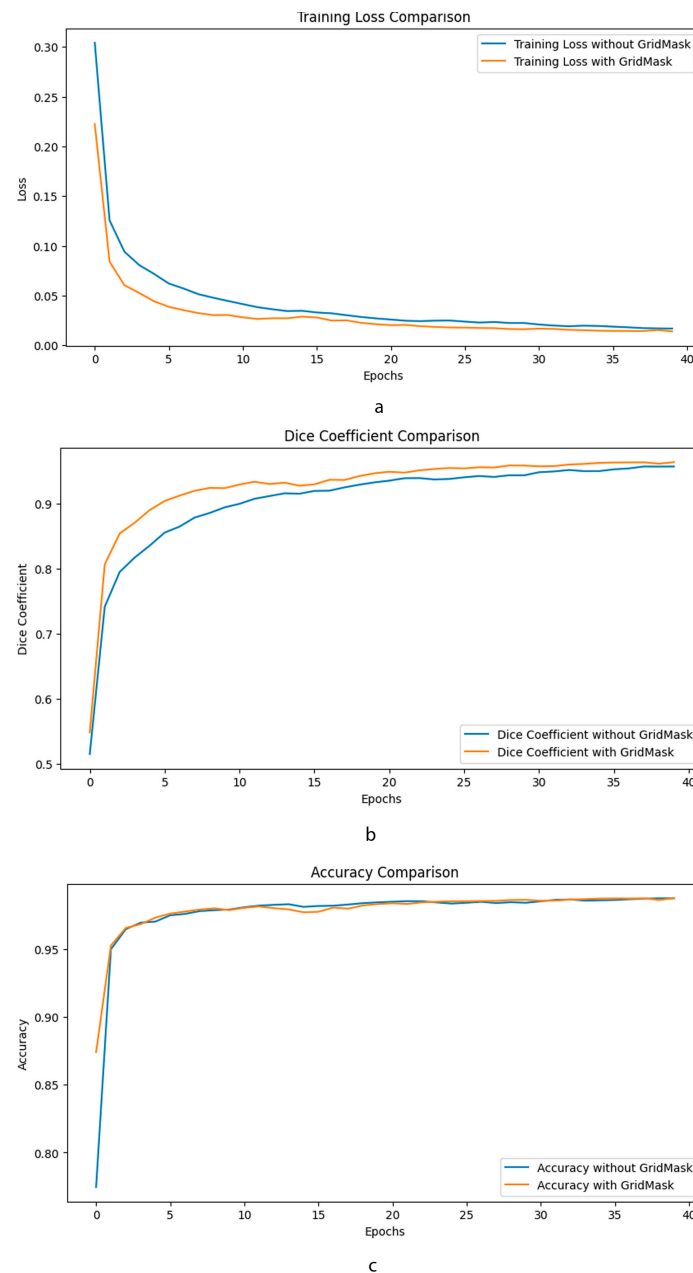 Training Loss Comparison
Training Loss without GridMask
Training Loss with GridMask
0.30
0.25
0.20
0.15
0.10
0.05
0.00
Loss
0 5 10 15 20 25 30 35 40
Epochs
a
Dice Coefficient Comparison
0.9
0.8
0.7
0.6
0.5
Dice Coefficient
Dice Coefficient without GridMask
Dice Coefficient with GridMask
0 5 10 15 20 25 30 35 40
Epochs
b
Accuracy Comparison
0.95
0.90
0.85
0.80
Accuracy
Accuracy without GridMask
Accuracy with GridMask
0 5 10 15 20 25 30 35 40
Epochs
c